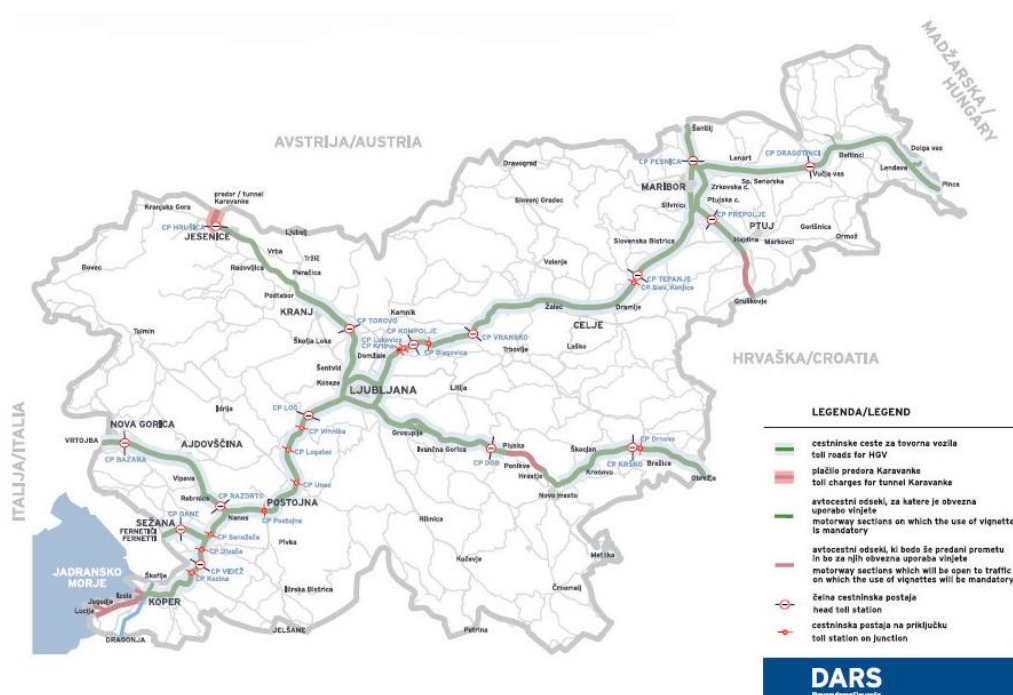 MADŽARSKA /
HUNGARY
AVSTRIJA/AUSTRIA
Šentilj
CP PESNICA
Lenart
CP DRAGOTINCI
Beltinci
Dolga vas
Dravograd
Sp. Senarska
Vučja vas
Lendava
Pince
MARIBOR
Zrkovska c.
Ptujska c.
predor / tunnel
Karavanke
Kranjska Gora
Slovenj Gradec
Slivnica
CP PREPOLJE
PTUJ
Gorišnica
CP HRUŠICA
JESENICE
Ljubelj
Hajdina
Markovci
Ormož
Slovenska Bistrica
Vrba
Tržič
Bovec
Radovljica
Peračica
Velenje
CP TEPANJE
CP Slov. Konjice
Podtabor
Gruškovje
KRANJ
CP TOROVO
Kamnik
Žalec
Dramlje
Tolmin
CP KOMPOLJE
CP Lukovica
CP Krtina
CP VRANSKO
CELJE
Škofja Loka
CP Blagovica
Trbovlje
Laško
Domžale
HRVAŠKA/CROATIA
Šentvid
Koseze
LJUBLJANA
Litija
Idrija
CP LOG
NOVA GORICA
CP Vrhnika
Grosuplje
VRTOJBA
AJDOVŠČINA
Ivančna Gorica
Pluska
Škocjan
CP Drnovo
CP BAZARA
CP Logatec
CP DOB
Ponikve
CP KRŠKO
Brežice
Hrastje
Kronovo
Obrežje
Vipava
CP Unec
Novo mesto
Rebrnice
CP RAZDRTO
POSTOJNA
ITALIJA/ITALIA
CP DANE
Nanos
CP Postojna
Ribnica
SEŽANA
FERNETIČI
FERNETTI
CP Senožeče
Pivka
CP Divača
Metlika
Kočevje
JADRANSKO
MORJE
Škofije
CP VIDEŽ
CP Kozina
Ilirska Bistrica
Črnomelj
Izola
Jagodje
Lucija
KOPER
DRAGONJA
JELŠANE
Petrina
LEGENDA/LEGEND
cestninske ceste za tovorna vozila
toll roads for HGV
plačilo predora Karavanke
toll charges for tunnel Karavanke
avtocestni odseki, za katere je obvezna
uporabo vinjete
motorway sections on which the use of vignette
is mandatory
avtocestni odseki, ki bodo še predani prometu
in bo za njih obvezna uporaba vinjete
motorway sections which will be open to traffic
on which the use of vignettes will be mandatory
čelna cestninska postaja
head toll station
cestninska postaja na priključku
toll station on junction
DARS